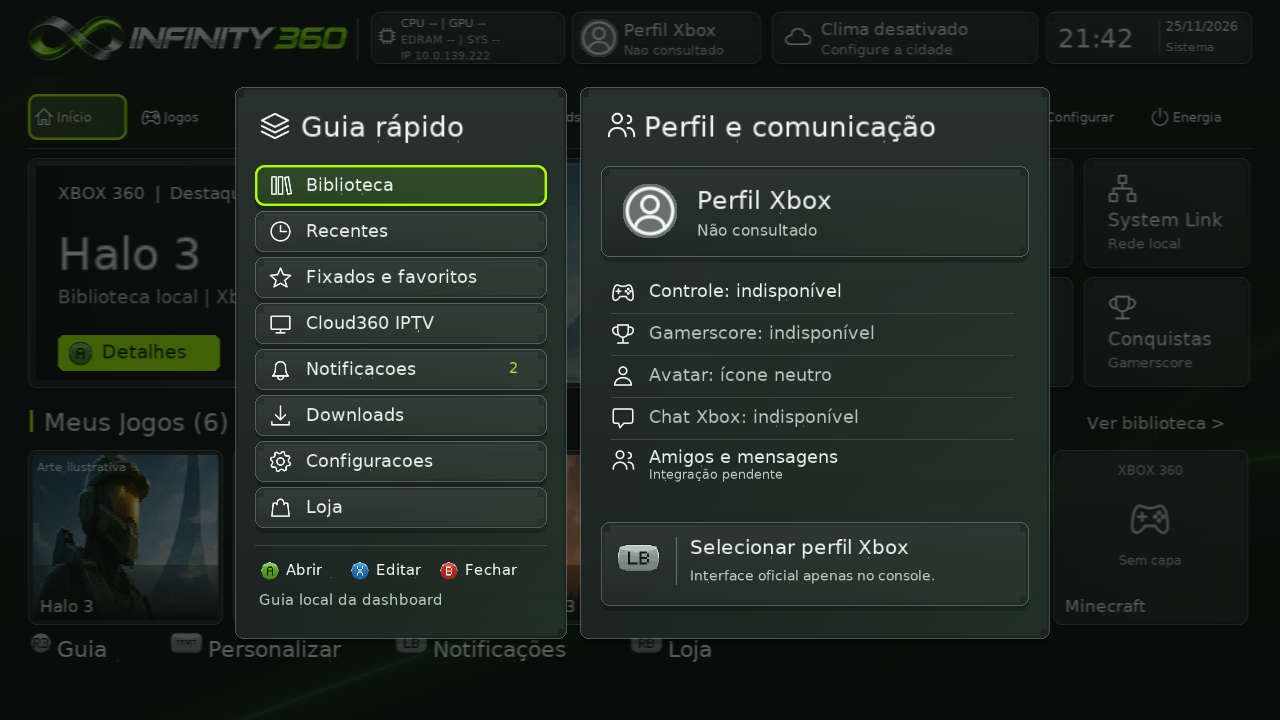 INFINITY 360
CPU -- | GPU --
EDRAM -- | SYS --
IP 10.0.139.222
Perfil Xbox
Nao consultado
Clima desativado
Configure a cidade
21:42
25/11/2026
Sistema
Início
Jogos
Configurar
Energia
Guia rápido
Biblioteca
Recentes
Fixados e favoritos
Cloud360 IPTV
Notificacoes 2
Downloads
Configuracoes
Loja
A Abrir X Editar B Fechar
Guia local da dashboard
Perfil e comunicação
Perfil Xbox
Não consultado
Controle: indisponível
Gamerscore: indisponível
Avatar: ícone neutro
Chat Xbox: indisponível
Amigos e mensagens
Integração pendente
LB Selecionar perfil Xbox
Interface oficial apenas no console.
XBOX 360 | Destaqu
Halo 3
Biblioteca local | Xb
A Detalhes
System Link
Rede local
Conquistas
Gamerscore
Meus Jogos (6)
Ver biblioteca >
Arte ilustrativa
Halo 3
3
XBOX 360
Sem capa
Minecraft
Guia
Personalizar
LB Notificações
RB Loja